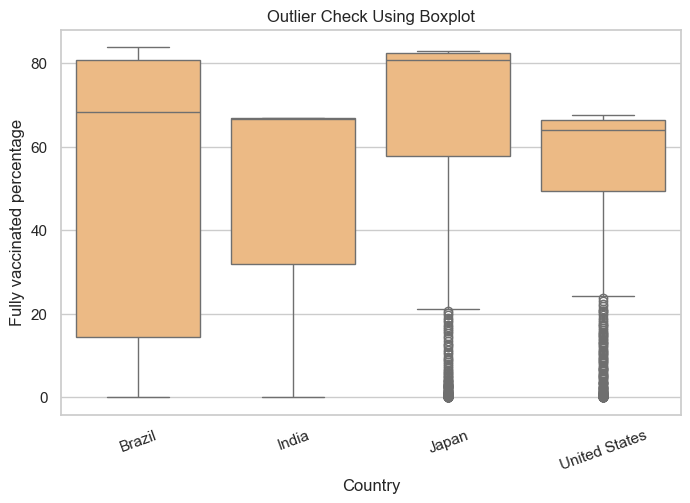 Outlier Check Using Boxplot
Fully vaccinated percentage
80
60
40
20
0
Brazil
India
Japan
United States
Country